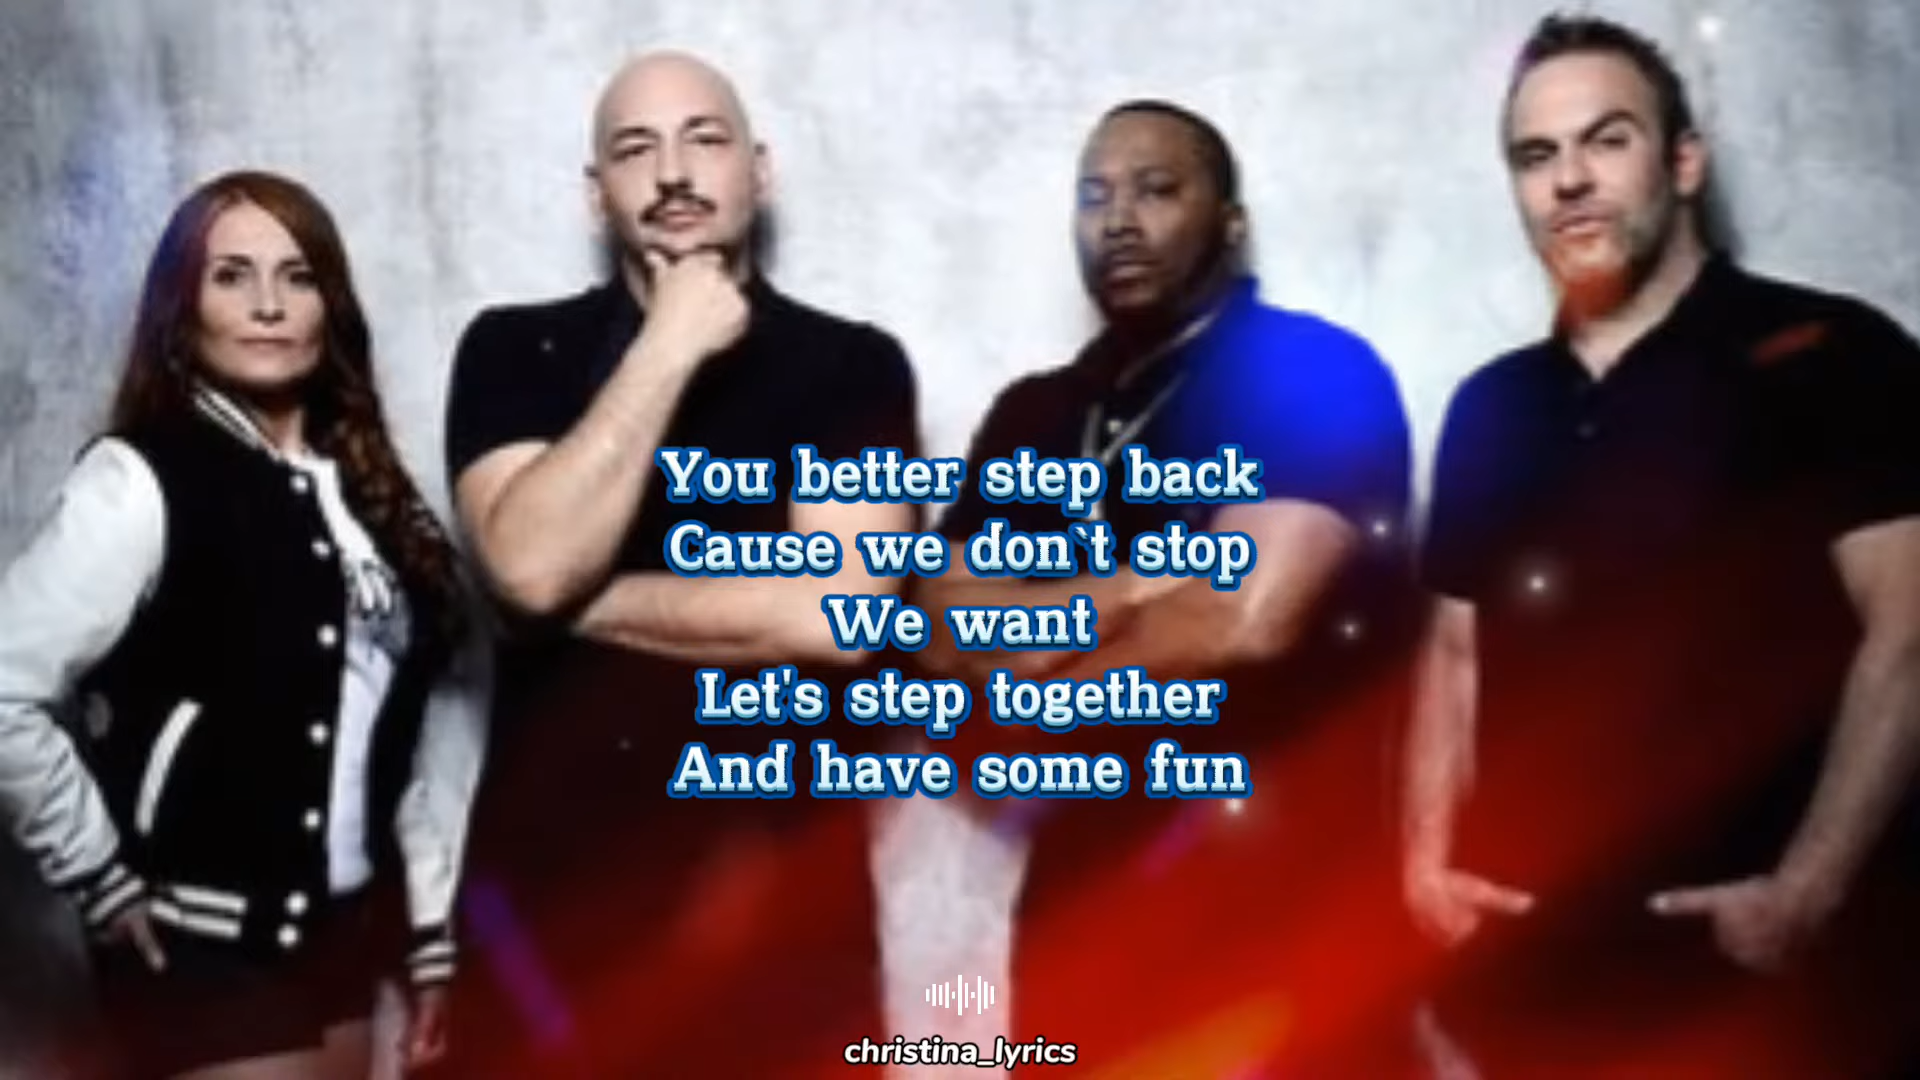 You better step back
Cause we don`t stop
We want
Let's step together
And have some fun
christina_lyrics